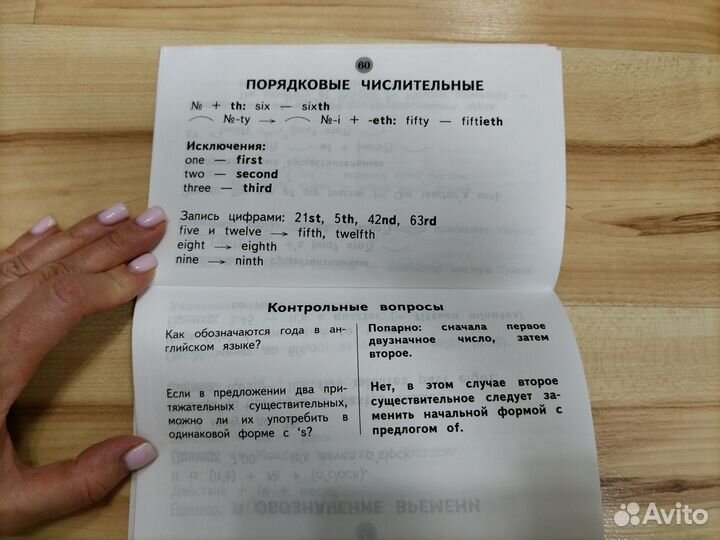 60
ПОРЯДКОВЫЕ ЧИСЛИТЕЛЬНЫЕ
№ + th: six — sixth
№-ty → №-i + -eth: fifty — fiftieth
Исключения:
one — first
two — second
three — third
Запись цифрами: 21st, 5th, 42nd, 63rd
five и twelve → fifth, twelfth
eight → eighth
nine → ninth
Контрольные вопросы
Как обозначаются года в ан-
глийском языке?
Попарно: сначала первое
двузначное число, затем
второе.
Если в предложении два при-
тяжательных существительных,
можно ли их употребить в
одинаковой форме с 's?
Нет, в этом случае второе
существительное следует за-
менить начальной формой с
предлогом of.
Avito